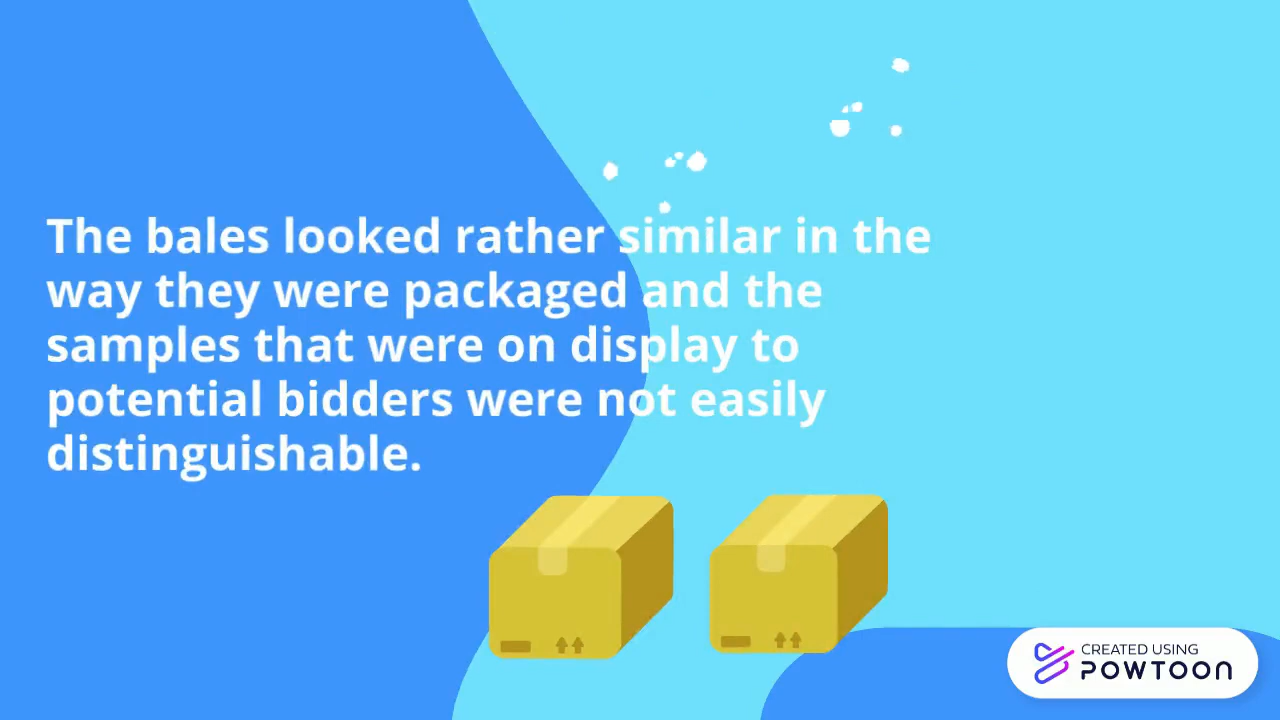 The bales looked rather similar in the
way they were packaged and the
samples that were on display to
potential bidders were not easily
distinguishable.
CREATED USING
POWTOON